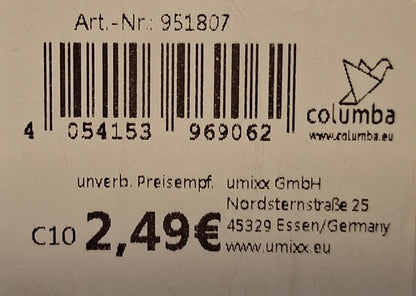 Art.-Nr.: 951807
columba
www.columba.eu
4 054153 969062
unverb. Preisempf. umixx GmbH
Nordsternstraße 25
45329 Essen/Germany
C10 2,49€ www.umixx.eu